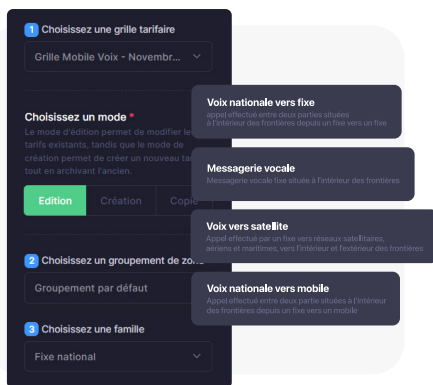 1 Choisissez une grille tarifaire
Grille Mobile Voix - Novembr...
Choisissez un mode *
Le mode d'édition permet de modifier le
tarifs existants, tandis que le mode de
création permet de créer un nouveau ta
tout en archivant l'ancien.
Edition Création Copie
2 Choisissez un groupement de zone
Groupement par défaut
3 Choisissez une famille
Fixe national
Voix nationale vers fixe
appel effectué entre deux parties situées
à l'intérieur des frontières depuis un fixe vers un fixe
Messagerie vocale
Messagerie vocale fixe située à l'intérieur des frontières
Voix vers satellite
Appel effectué par un fixe vers réseaux satellitaires,
aériens et maritimes, vers l'intérieur et l'extérieur des frontières
Voix nationale vers mobile
Appel effectué entre deux partie situées à l'intérieur
des frontières depuis un fixe vers un mobile